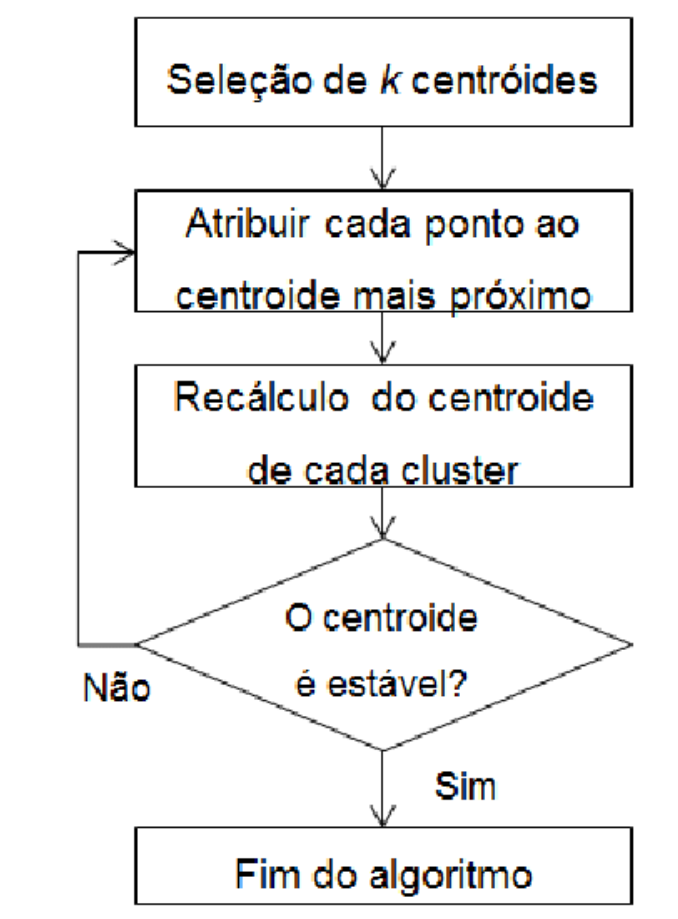 Seleção de k centróides
Atribuir cada ponto ao
centroide mais próximo
Recálculo do centroide
de cada cluster
O centroide
é estável?
Não
Sim
Fim do algoritmo